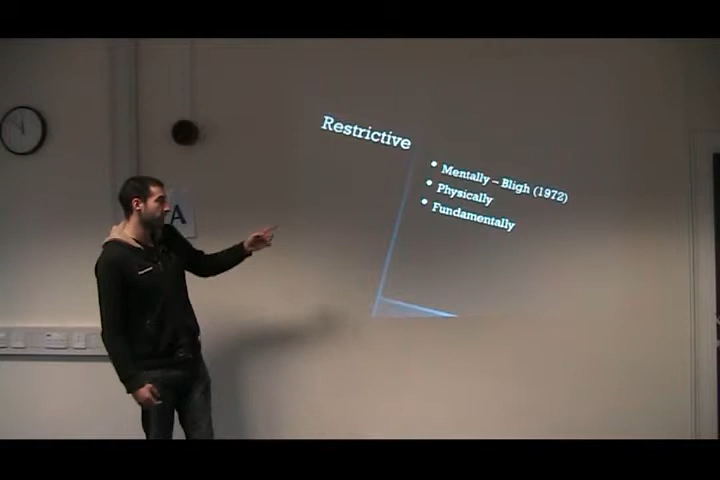 Restrictive
• Mentally – Bligh (1972)
• Physically
• Fundamentally
A